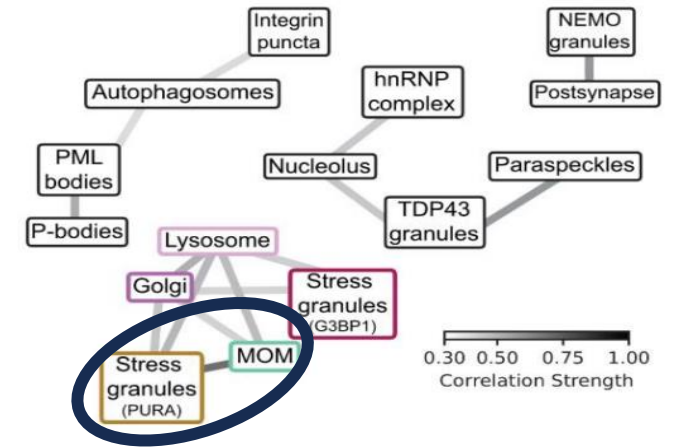 Integrin
puncta
NEMO
granules
Autophagosomes
hnRNP
complex
Postsynapse
PML
bodies
Nucleolus
Paraspeckles
P-bodies
TDP43
granules
Lysosome
Golgi
Stress
granules
(G3BP1)
MOM
Stress
granules
(PURA)
0.30 0.50 0.75 1.00
Correlation Strength